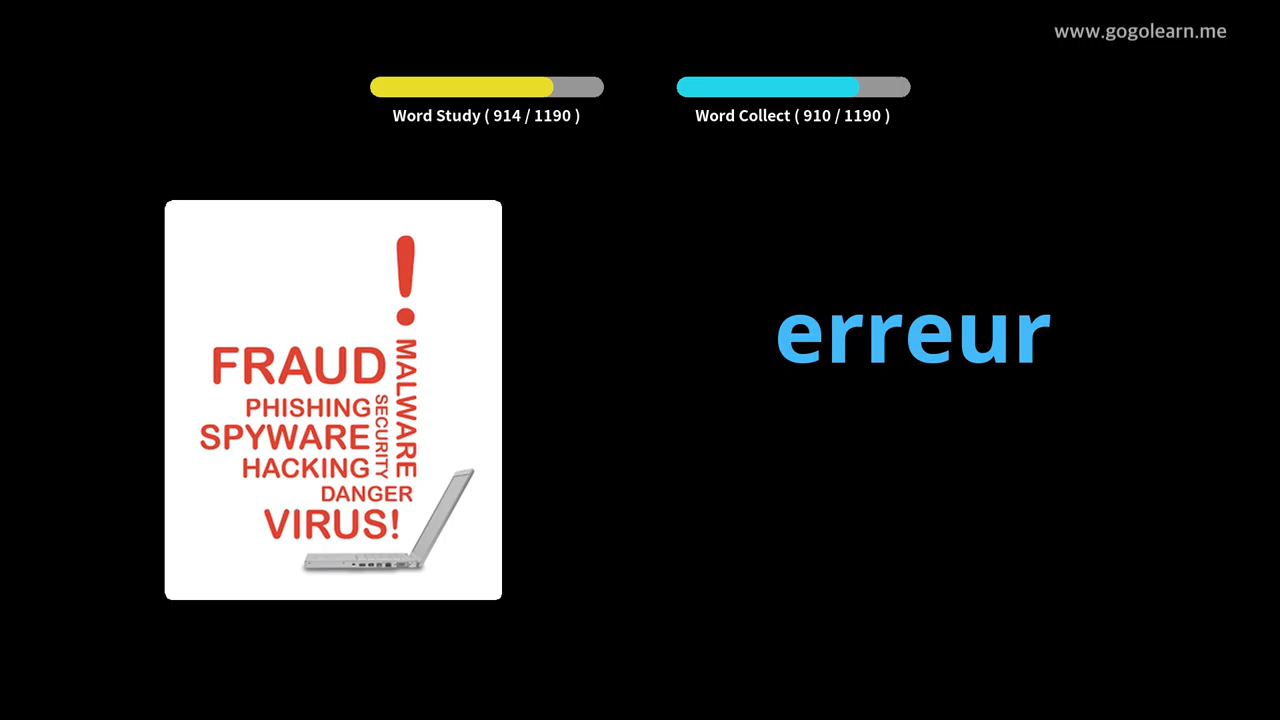 www.gogolearn.me
Word Study ( 914 / 1190 )
Word Collect ( 910 / 1190 )
!
FRAUD
MALWARE
PHISHING
SECURITY
SPYWARE
HACKING
DANGER
VIRUS!
erreur